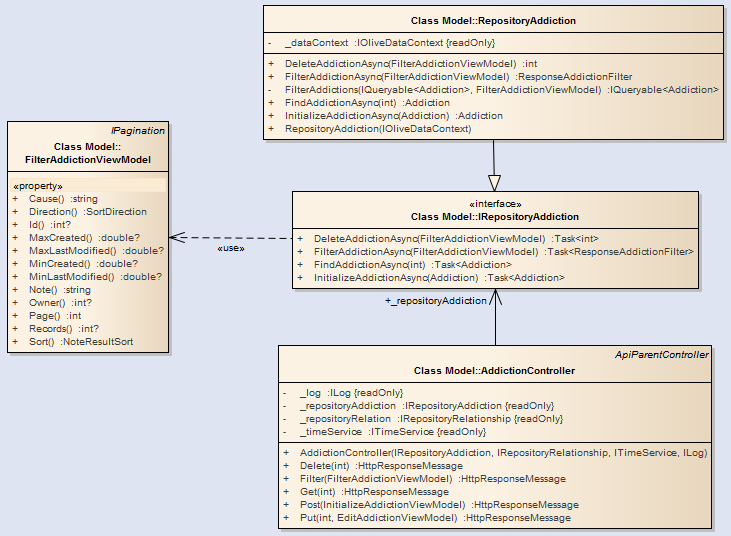 Class Model::RepositoryAddiction
- _dataContext :IOliveDataContext {readOnly}
+ DeleteAddictionAsync(FilterAddictionViewModel) :int
+ FilterAddictionAsync(FilterAddictionViewModel) :ResponseAddictionFilter
- FilterAddictions(IQueryable<Addiction>, FilterAddictionViewModel) :IQueryable<Addiction>
+ FindAddictionAsync(int) :Addiction
+ InitializeAddictionAsync(Addiction) :Addiction
+ RepositoryAddiction(IOliveDataContext)
IPagination
Class Model::
FilterAddictionViewModel
«property»
+ Cause() :string
+ Direction() :SortDirection
+ Id() :int?
+ MaxCreated() :double?
+ MaxLastModified() :double?
+ MinCreated() :double?
+ MinLastModified() :double?
+ Note() :string
+ Owner() :int?
+ Page() :int
+ Records() :int?
+ Sort() :NoteResultSort
«use»
«interface»
Class Model::IRepositoryAddiction
+ DeleteAddictionAsync(FilterAddictionViewModel) :Task<int>
+ FilterAddictionAsync(FilterAddictionViewModel) :Task<ResponseAddictionFilter>
+ FindAddictionAsync(int) :Task<Addiction>
+ InitializeAddictionAsync(Addiction) :Task<Addiction>
+_repositoryAddiction
ApiParentController
Class Model::AddictionController
- _log :ILog {readOnly}
- _repositoryAddiction :IRepositoryAddiction {readOnly}
- _repositoryRelation :IRepositoryRelationship {readOnly}
- _timeService :ITimeService {readOnly}
+ AddictionController(IRepositoryAddiction, IRepositoryRelationship, ITimeService, ILog)
+ Delete(int) :HttpResponseMessage
+ Filter(FilterAddictionViewModel) :HttpResponseMessage
+ Get(int) :HttpResponseMessage
+ Post(InitializeAddictionViewModel) :HttpResponseMessage
+ Put(int, EditAddictionViewModel) :HttpResponseMessage